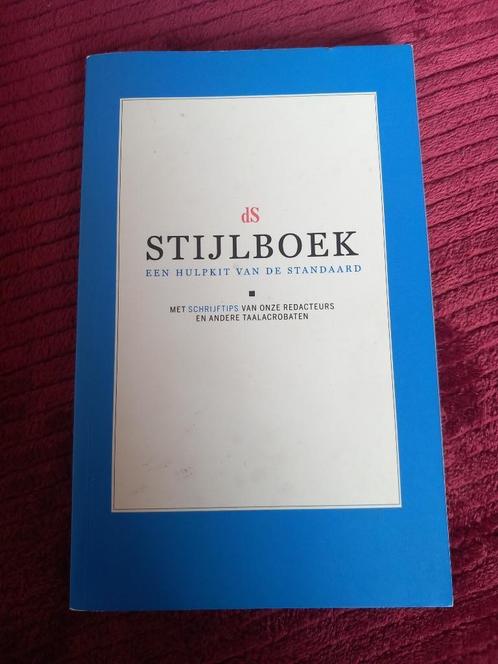 dS
STIJLBOEK
EEN HULPKIT VAN DE STANDAARD
MET SCHRIJFTIPS VAN ONZE REDACTEURS
EN ANDERE TAALACROBATEN